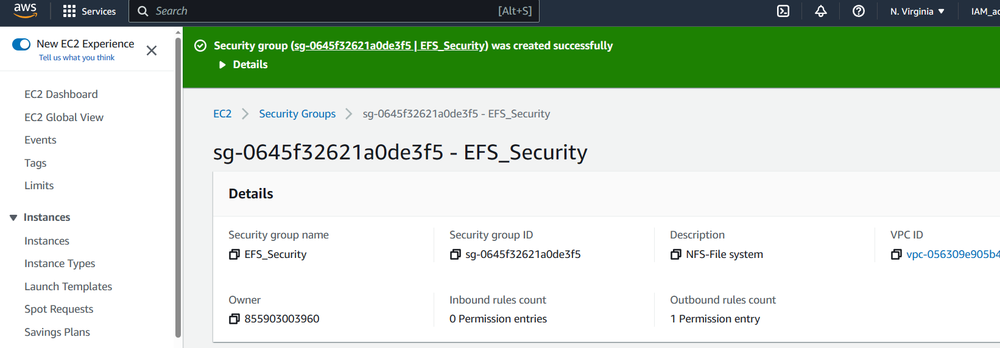 aws
Services
Search
[Alt+S]
N. Virginia
IAM_a
New EC2 Experience
Tell us what you think
EC2 Dashboard
EC2 Global View
Events
Tags
Limits
Instances
Instances
Instance Types
Launch Templates
Spot Requests
Savings Plans
Security group (sg-0645f32621a0de3f5 | EFS_Security) was created successfully
Details
EC2 > Security Groups > sg-0645f32621a0de3f5 - EFS_Security
sg-0645f32621a0de3f5 - EFS_Security
Details
Security group name
EFS_Security
Security group ID
sg-0645f32621a0de3f5
Description
NFS-File system
VPC ID
vpc-056309e905b4
Owner
855903003960
Inbound rules count
0 Permission entries
Outbound rules count
1 Permission entry